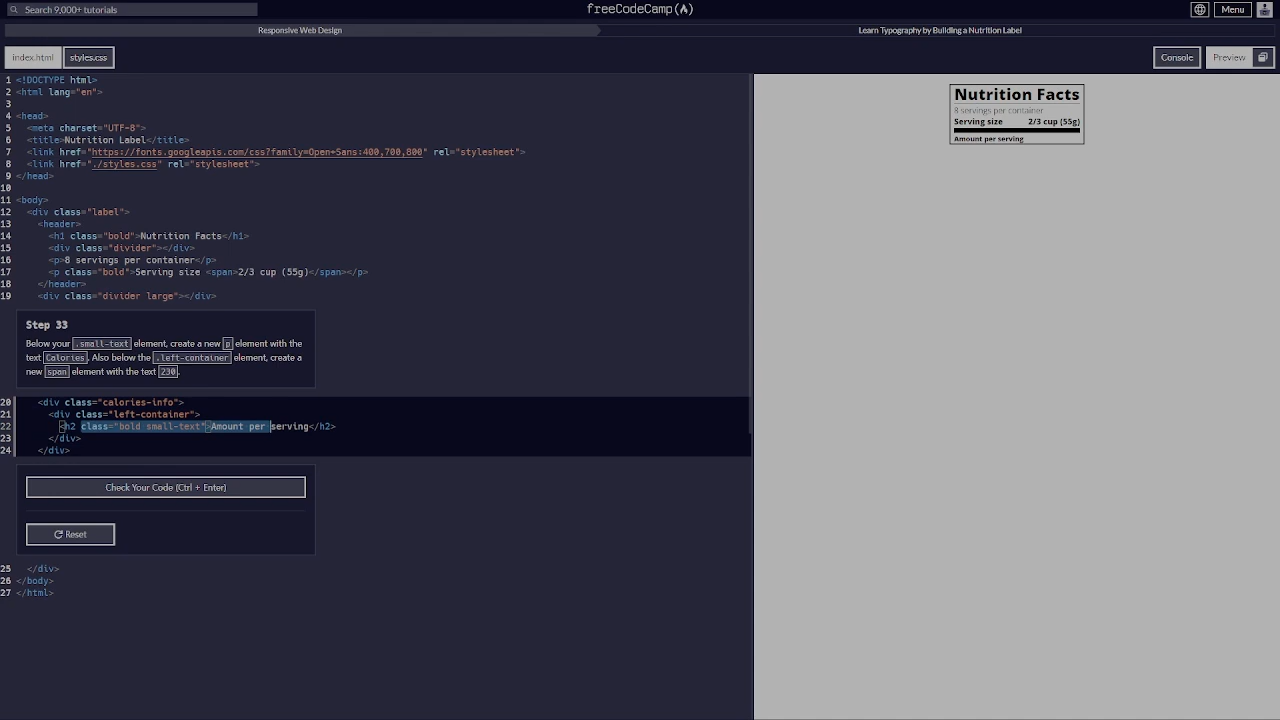 Search 9,000+ tutorials
freeCodeCamp(🔥)
Menu
Responsive Web Design
Learn Typography by Building a Nutrition Label
index.html
styles.css
Console
Preview
1 <!DOCTYPE html>
2 <html lang="en">
3
4 <head>
5 <meta charset="UTF-8">
6 <title>Nutrition Label</title>
7 <link href="https://fonts.googleapis.com/css?family=Open+Sans:400,700,800" rel="stylesheet">
8 <link href="./styles.css" rel="stylesheet">
9 </head>
10
11 <body>
12 <div class="label">
13 <header>
14 <h1 class="bold">Nutrition Facts</h1>
15 <div class="divider"></div>
16 <p>8 servings per container</p>
17 <p class="bold">Serving size <span>2/3 cup (55g)</span></p>
18 </header>
19 <div class="divider large"></div>
Step 33
Below your .small-text element, create a new p element with the
text Calories. Also below the .left-container element, create a
new span element with the text 230.
20 <div class="calories-info">
21 <div class="left-container">
22 <h2 class="bold small-text">Amount per serving</h2>
23 </div>
24 </div>
Check Your Code (Ctrl + Enter)
Reset
25 </div>
26 </body>
27 </html>
Nutrition Facts
8 servings per container
Serving size 2/3 cup (55g)
Amount per serving